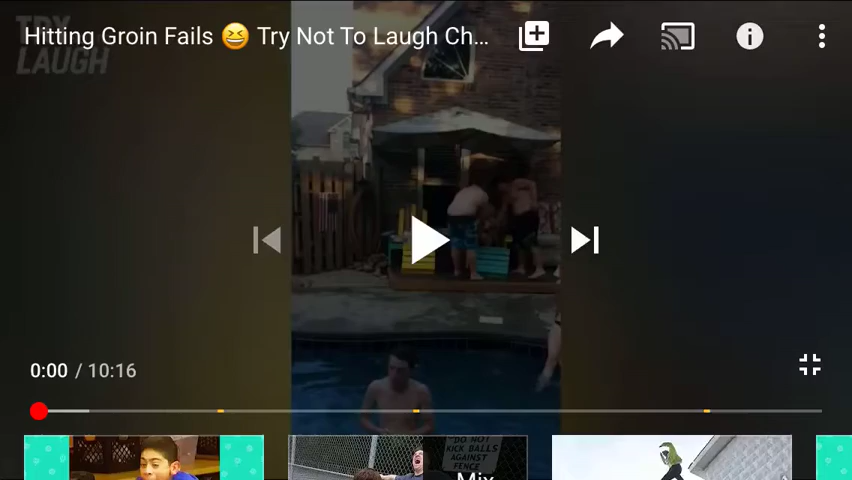 Hitting Groin Fails 😆 Try Not To Laugh Ch...
TRY
LAUGH
0:00 / 10:16
DO NOT
KICK BALLS
AGAINST
FENCE
Mix